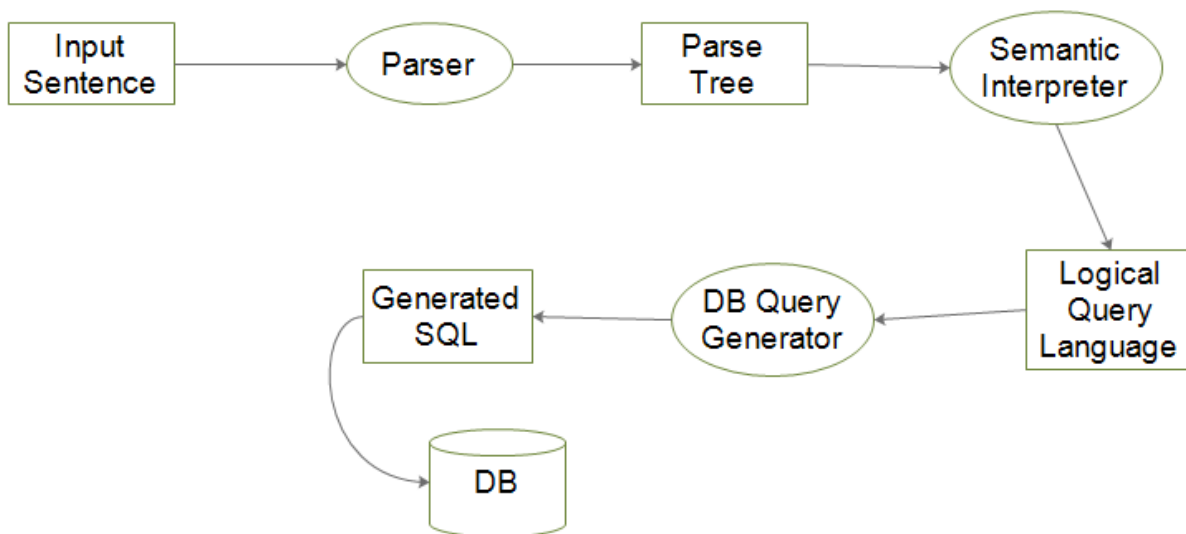 Input
Sentence
Parser
Parse
Tree
Semantic
Interpreter
Logical
Query
Language
DB Query
Generator
Generated
SQL
DB